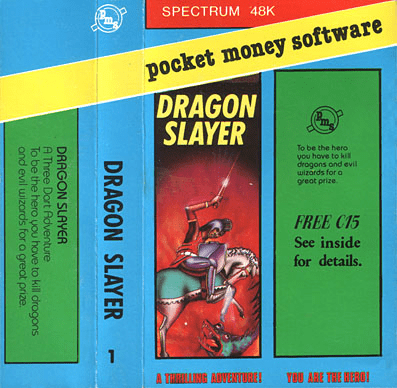 SPECTRUM 48K
pocket money software
pms
DRAGON
SLAYER
pms
To be the hero
you have to kill
dragons and evil
wizards for a
great prize.
FREE C15
See inside
for details.
A THRILLING ADVENTURE!
YOU ARE THE HERO!
DRAGON SLAYER
1
DRAGON SLAYER
A Three Part Adventure
To be the hero you have to kill dragons
and evil wizards for a
great prize.